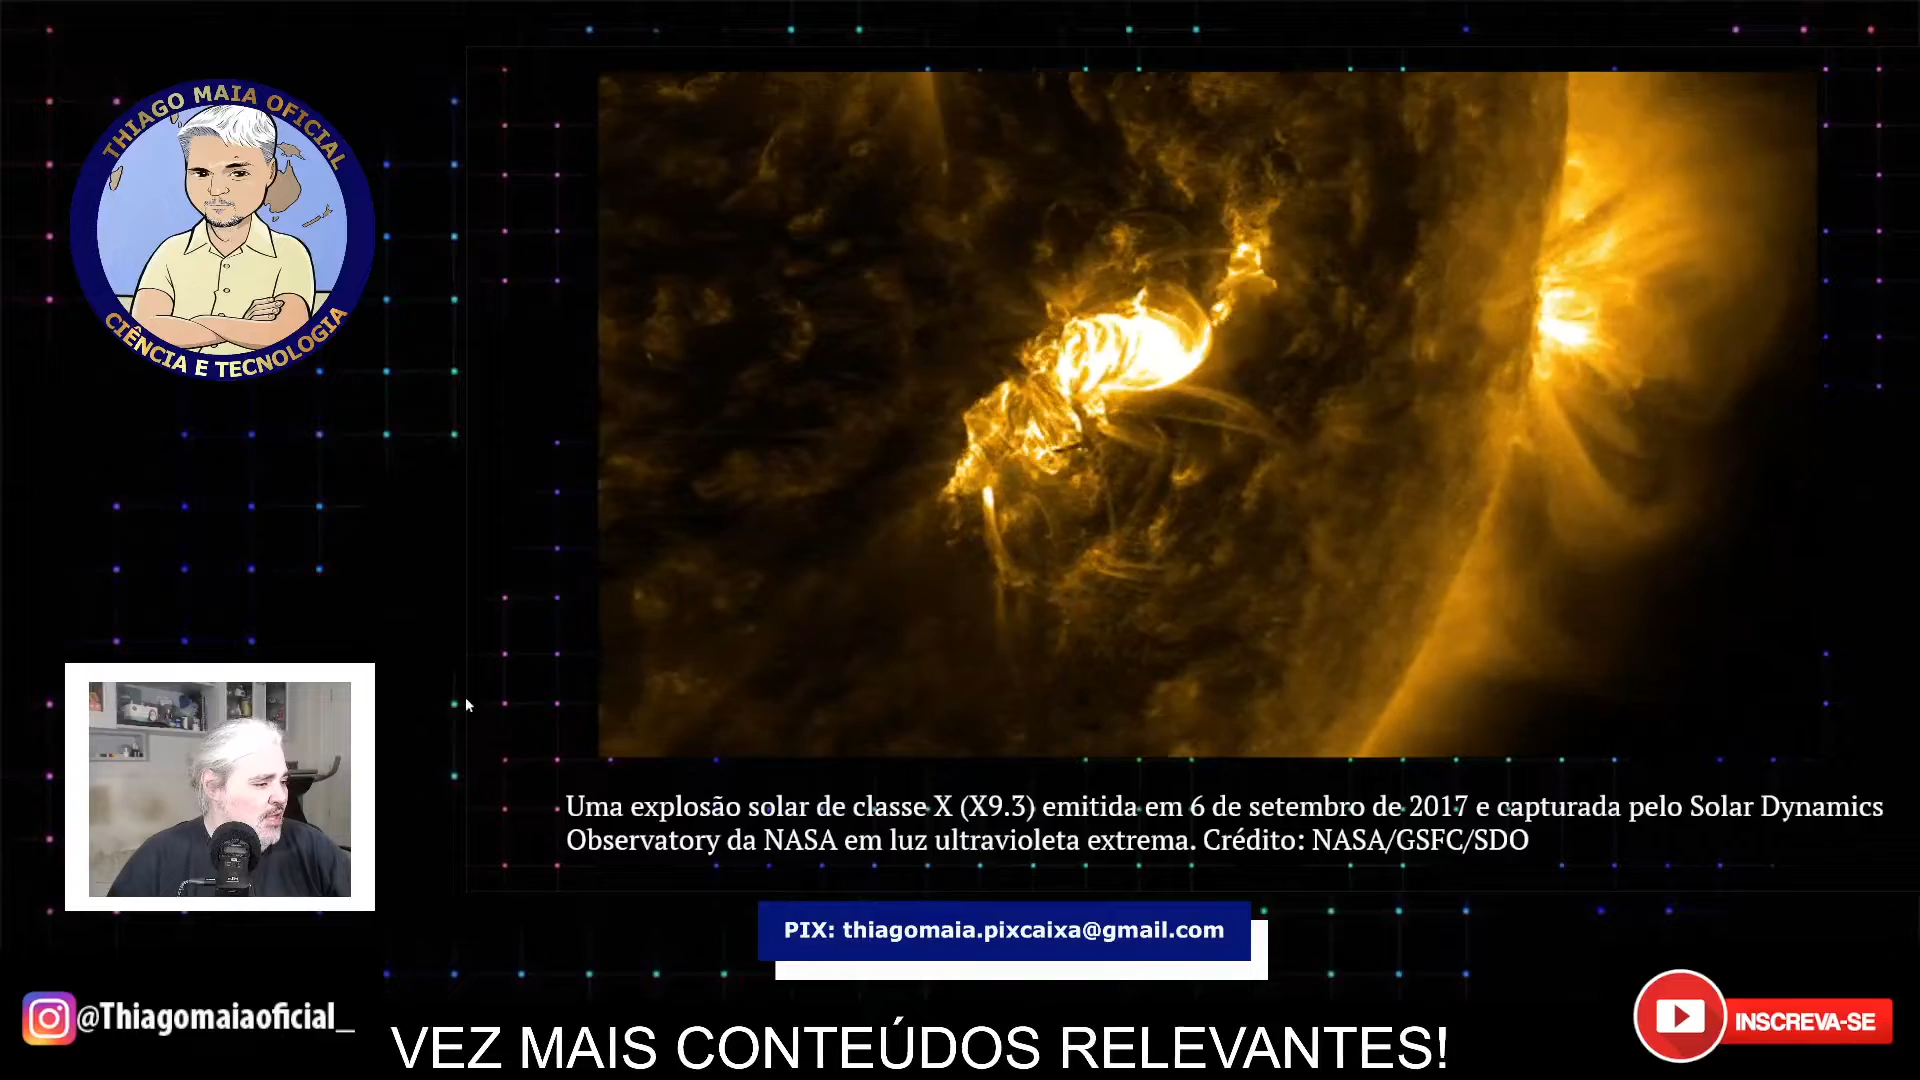 THIAGO MAIA OFICIAL
CIÊNCIA E TECNOLOGIA
Uma explosão solar de classe X (X9.3) emitida em 6 de setembro de 2017 e capturada pelo Solar Dynamics
Observatory da NASA em luz ultravioleta extrema. Crédito: NASA/GSFC/SDO
PIX: thiagomaia.pixcaixa@gmail.com
@Thiagomaiaoficial_
VEZ MAIS CONTEÚDOS RELEVANTES!
INSCREVA-SE